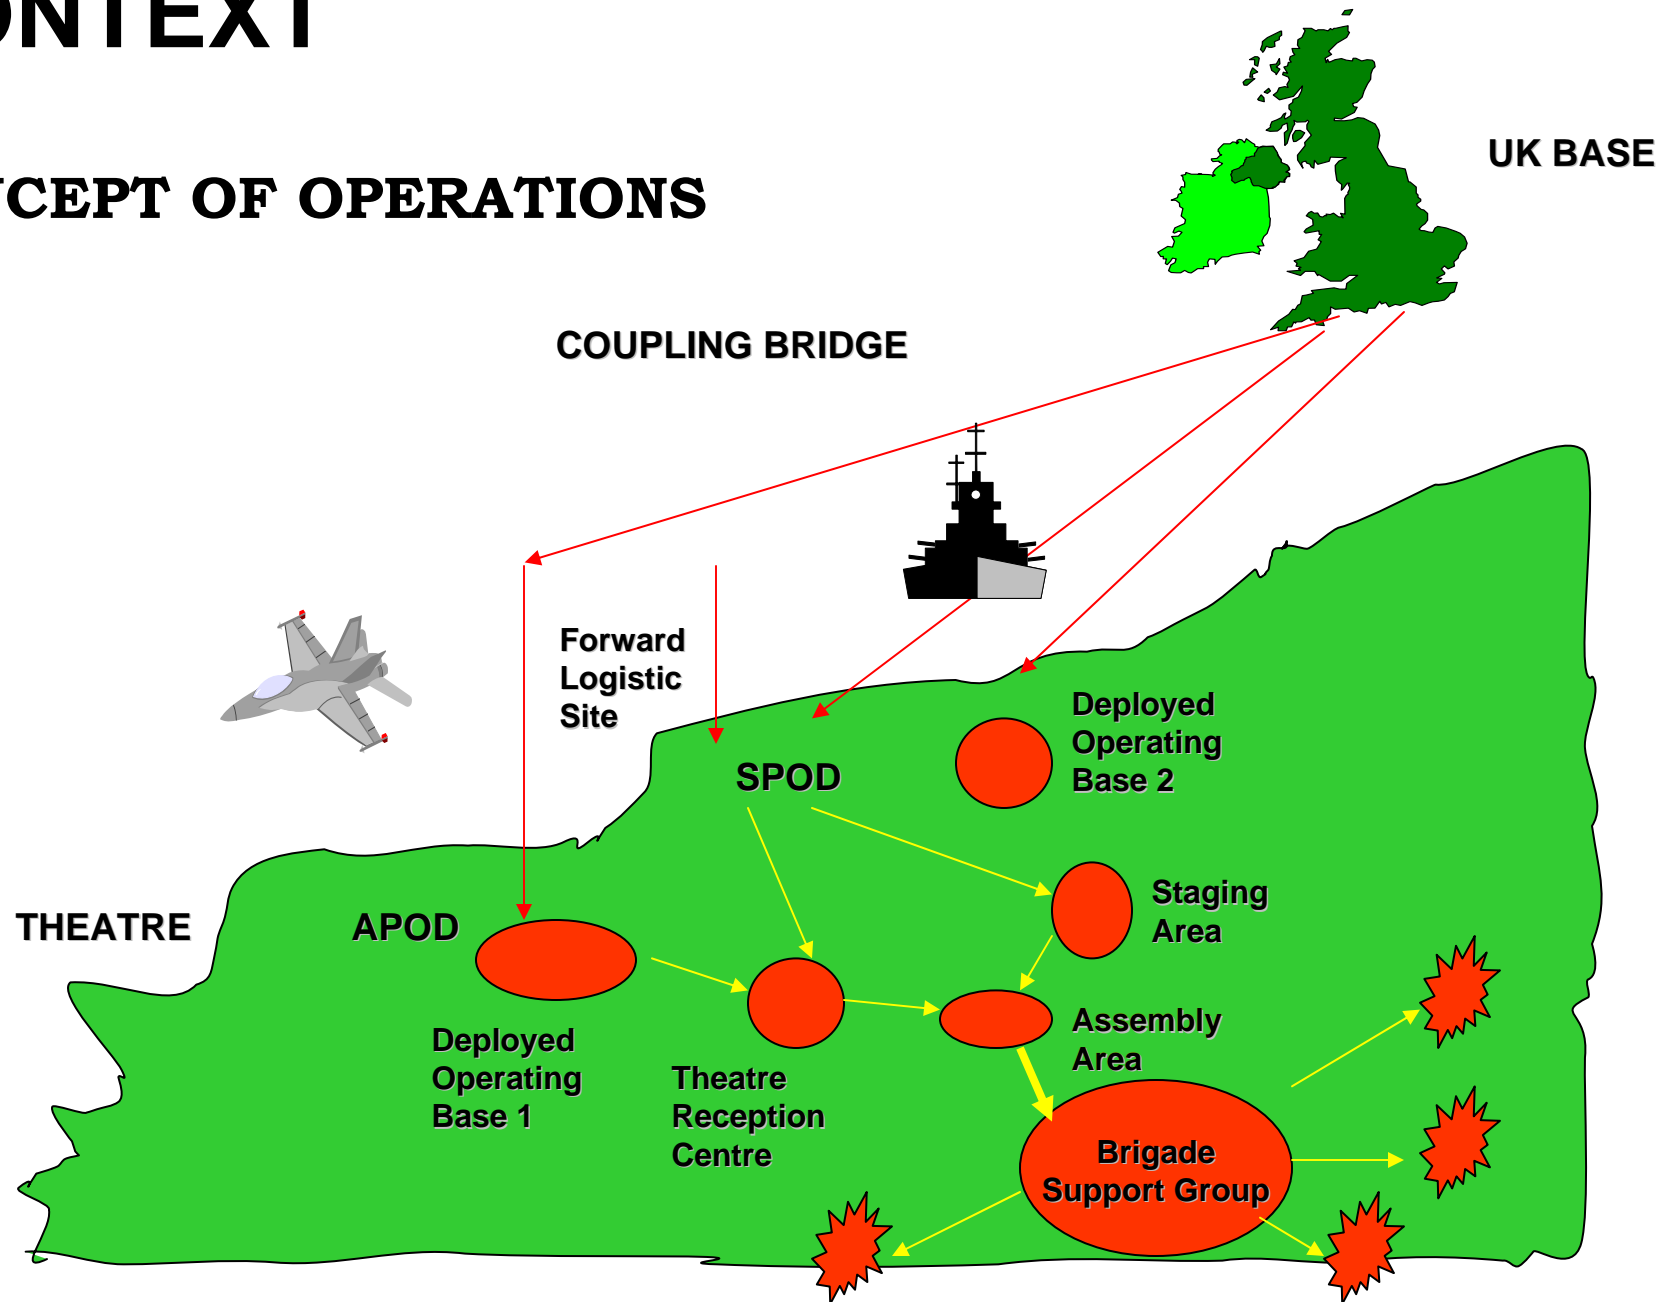 ONTEXT
CEPT OF OPERATIONS
UK BASE
COUPLING BRIDGE
Forward
Logistic
Site
Deployed
Operating
Base 2
SPOD
Staging
Area
THEATRE
APOD
Assembly
Area
Deployed
Operating
Base 1
Theatre
Reception
Centre
Brigade
Support Group